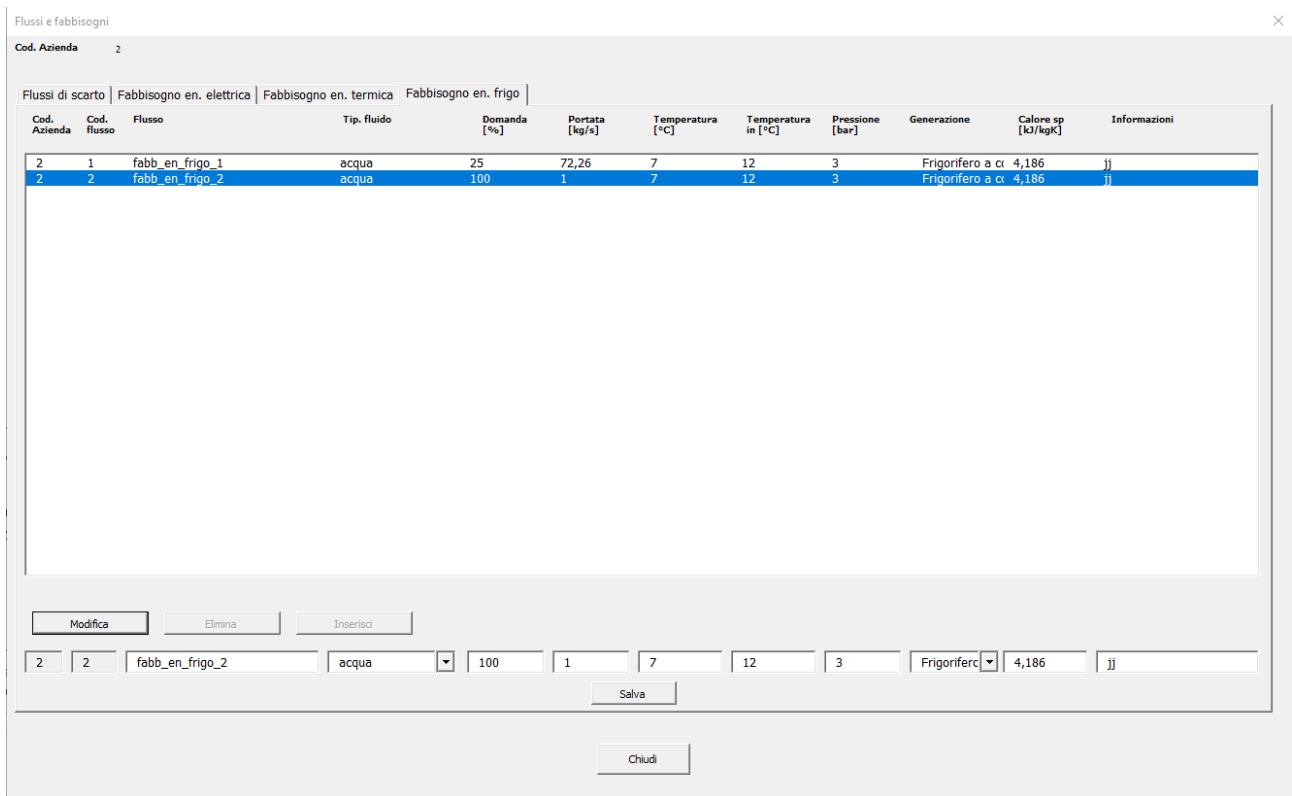 Flussi e fabbisogni
Cod. Azienda 2
Flussi di scarto Fabbisogno en. elettrica Fabbisogno en. termica Fabbisogno en. frigo
Cod. Azienda Cod. flusso Flusso Tip. fluido Domanda [%] Portata [kg/s] Temperatura [°C] Temperatura in [°C] Pressione [bar] Generazione Calore sp [kJ/kgK] Informazioni
2 1 fabb_en_frigo_1 acqua 25 72,26 7 12 3 Frigorifero a co 4,186 jj
2 2 fabb_en_frigo_2 acqua 100 1 7 12 3 Frigorifero a co 4,186 jj
Modifica Elimina Inserisci
2 2 fabb_en_frigo_2 acqua 100 1 7 12 3 Frigorifero 4,186 jj
Salva
Chiudi